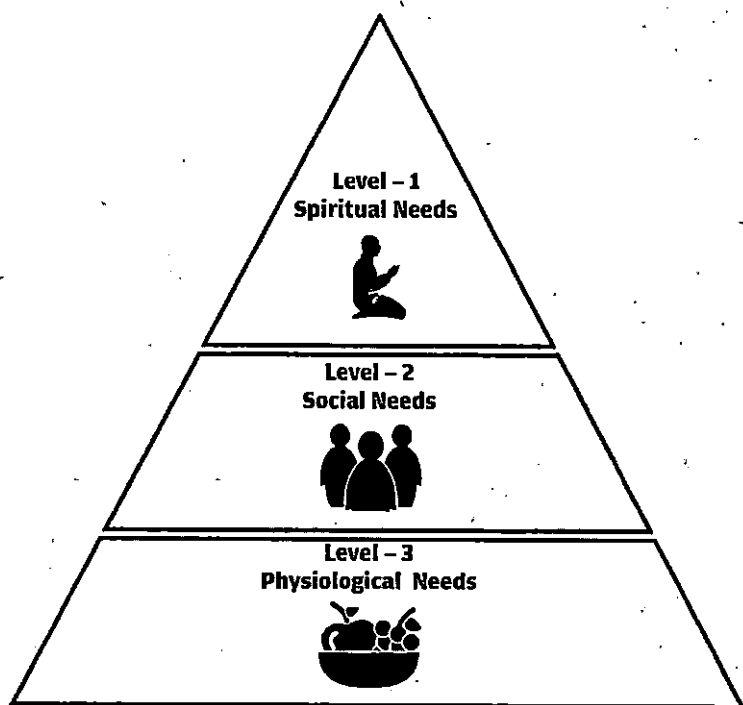 Level – 1
Spiritual Needs
Level – 2
Social Needs
Level – 3
Physiological Needs